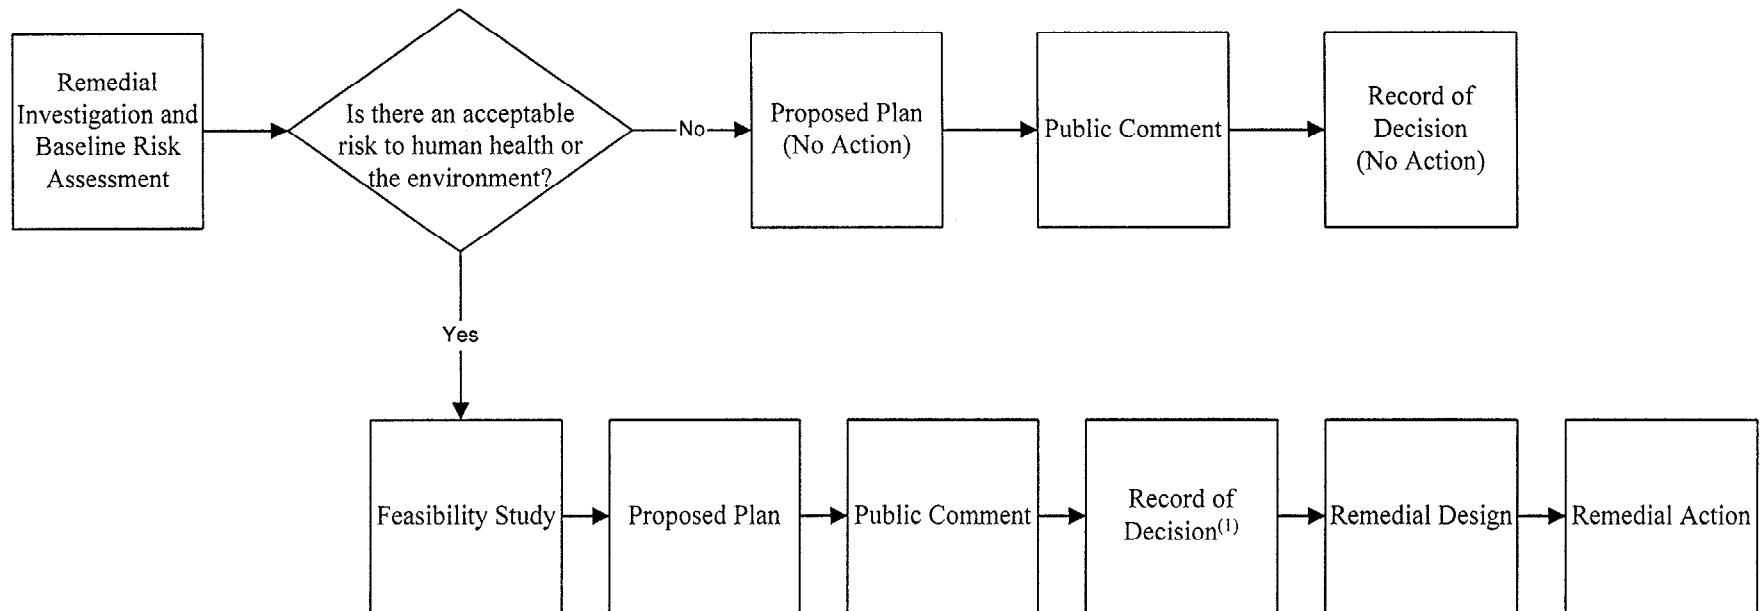 Remedial
Investigation and
Baseline Risk
Assessment
Is there an acceptable
risk to human health or
the environment?
No
Proposed Plan
(No Action)
Public Comment
Record of
Decision
(No Action)
Yes
Feasibility Study
Proposed Plan
Public Comment
Record of
Decision(1)
Remedial Design
Remedial Action